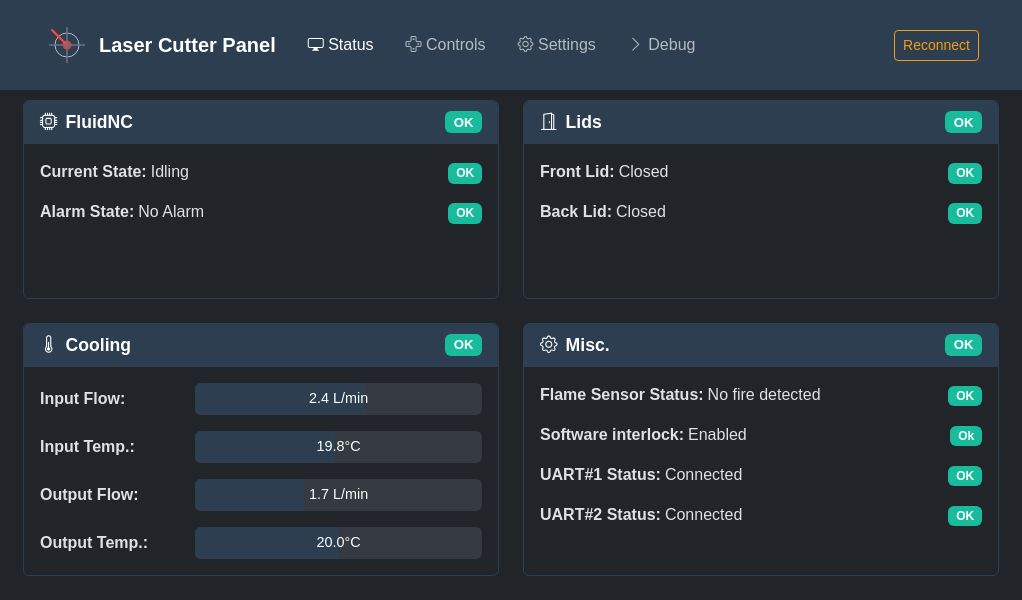 Laser Cutter Panel Status Controls Settings Debug Reconnect
FluidNC OK
Current State: Idling OK
Alarm State: No Alarm OK
Lids OK
Front Lid: Closed OK
Back Lid: Closed OK
Cooling OK
Input Flow: 2.4 L/min
Input Temp.: 19.8°C
Output Flow: 1.7 L/min
Output Temp.: 20.0°C
Misc. OK
Flame Sensor Status: No fire detected OK
Software interlock: Enabled Ok
UART#1 Status: Connected OK
UART#2 Status: Connected OK